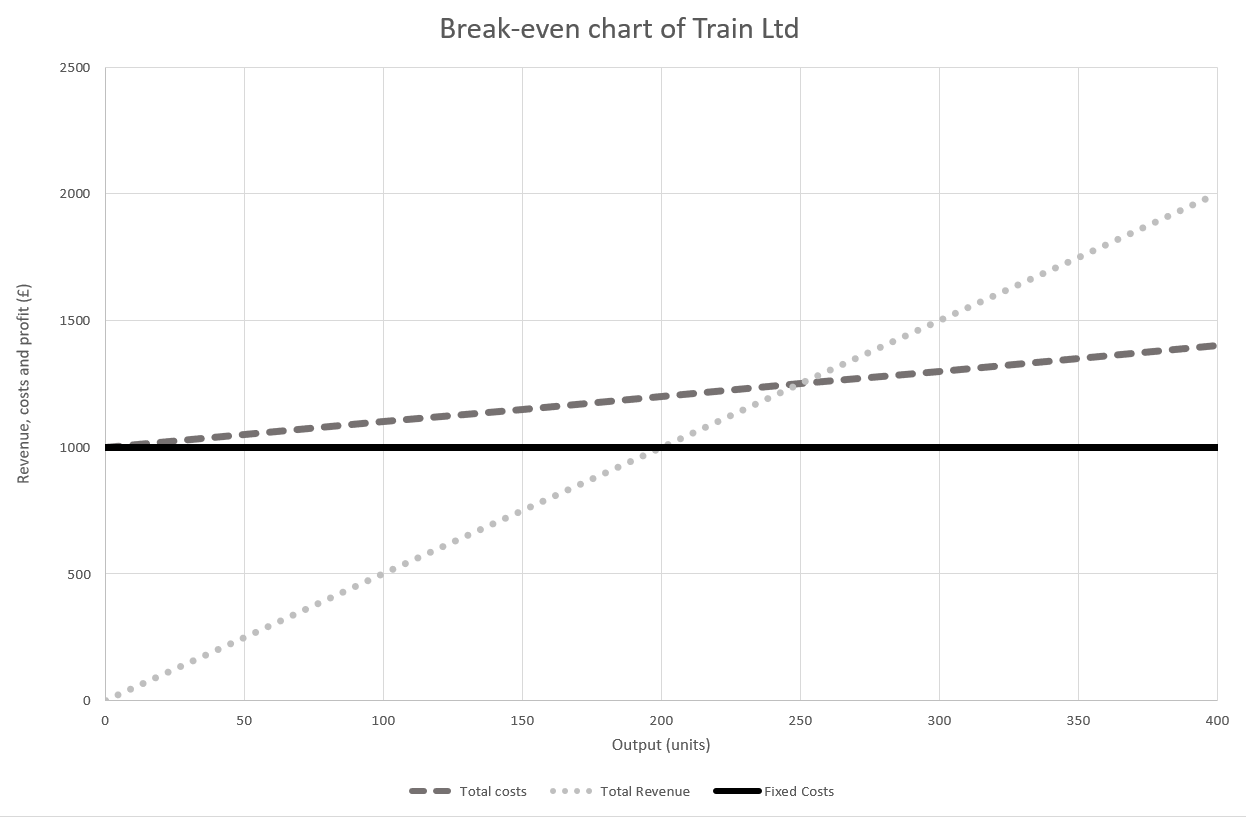 Break-even chart of Train Ltd
2500
2000
1500
1000
500
0
Revenue, costs and profit (£)
0 50 100 150 200 250 300 350 400
Output (units)
Total costs Total Revenue Fixed Costs